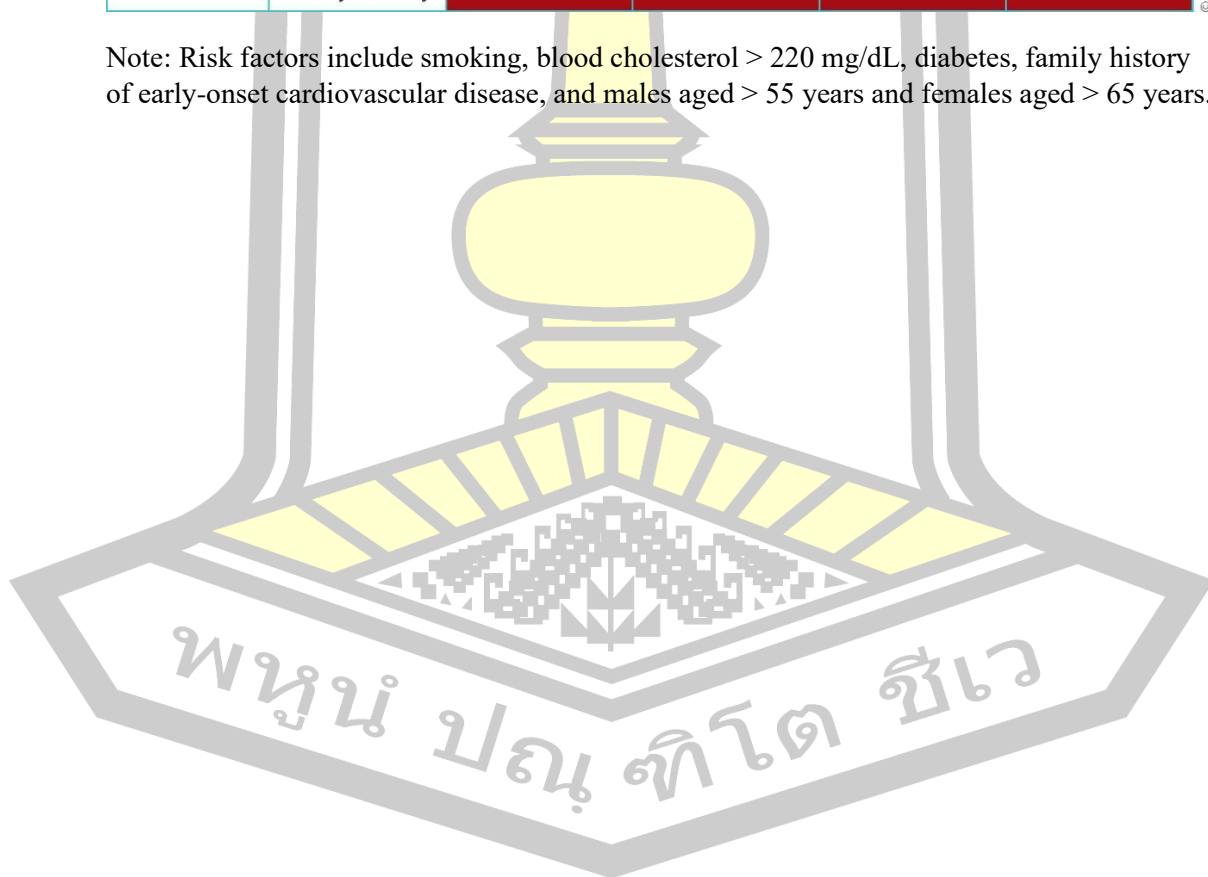 Note: Risk factors include smoking, blood cholesterol > 220 mg/dL, diabetes, family history
of early-onset cardiovascular disease, and males aged > 55 years and females aged > 65 years.
พหูนํ ปณฺฑิโต ชีเว